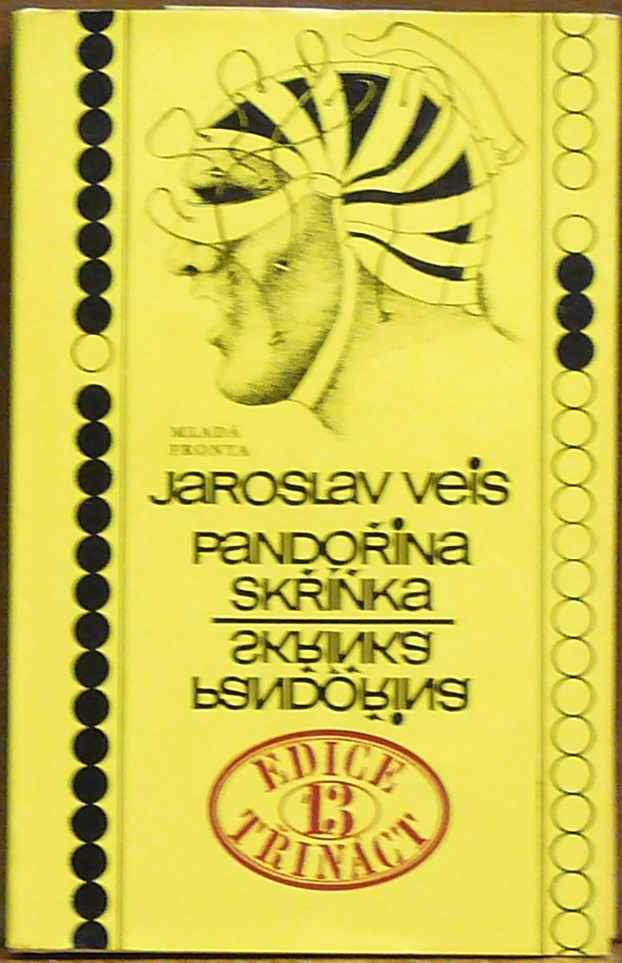 MLADÁ
FRONTA
JAROSLAV VEIS
PANDOŘINA
SKŘÍŇKA
SKŘÍŇKA
PANDOŘINA
EDICE
13
TŘINÁCT